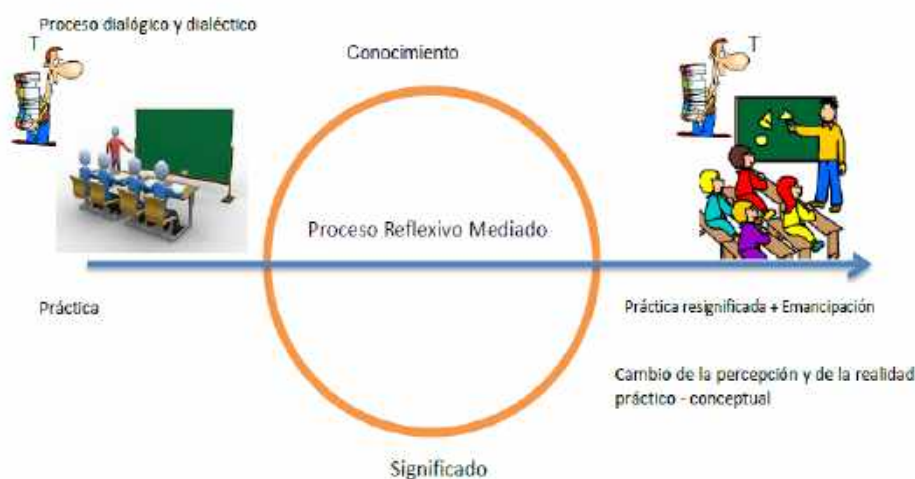 Proceso dialógico y dialéctico
T
Conocimiento
T
Proceso Reflexivo Mediado
Práctica
Práctica resignificada + Emancipación
Cambio de la percepción y de la realidad
práctico - conceptual
Significado